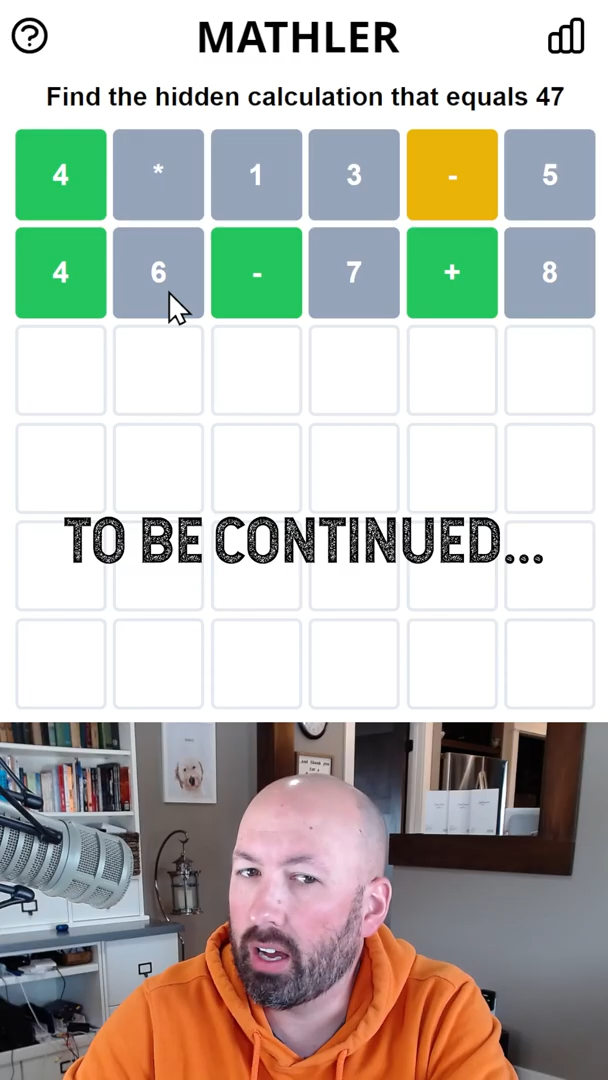 MATHLER
Find the hidden calculation that equals 47
4 * 1 3 - 5
4 6 - 7 + 8
TO BE CONTINUED...